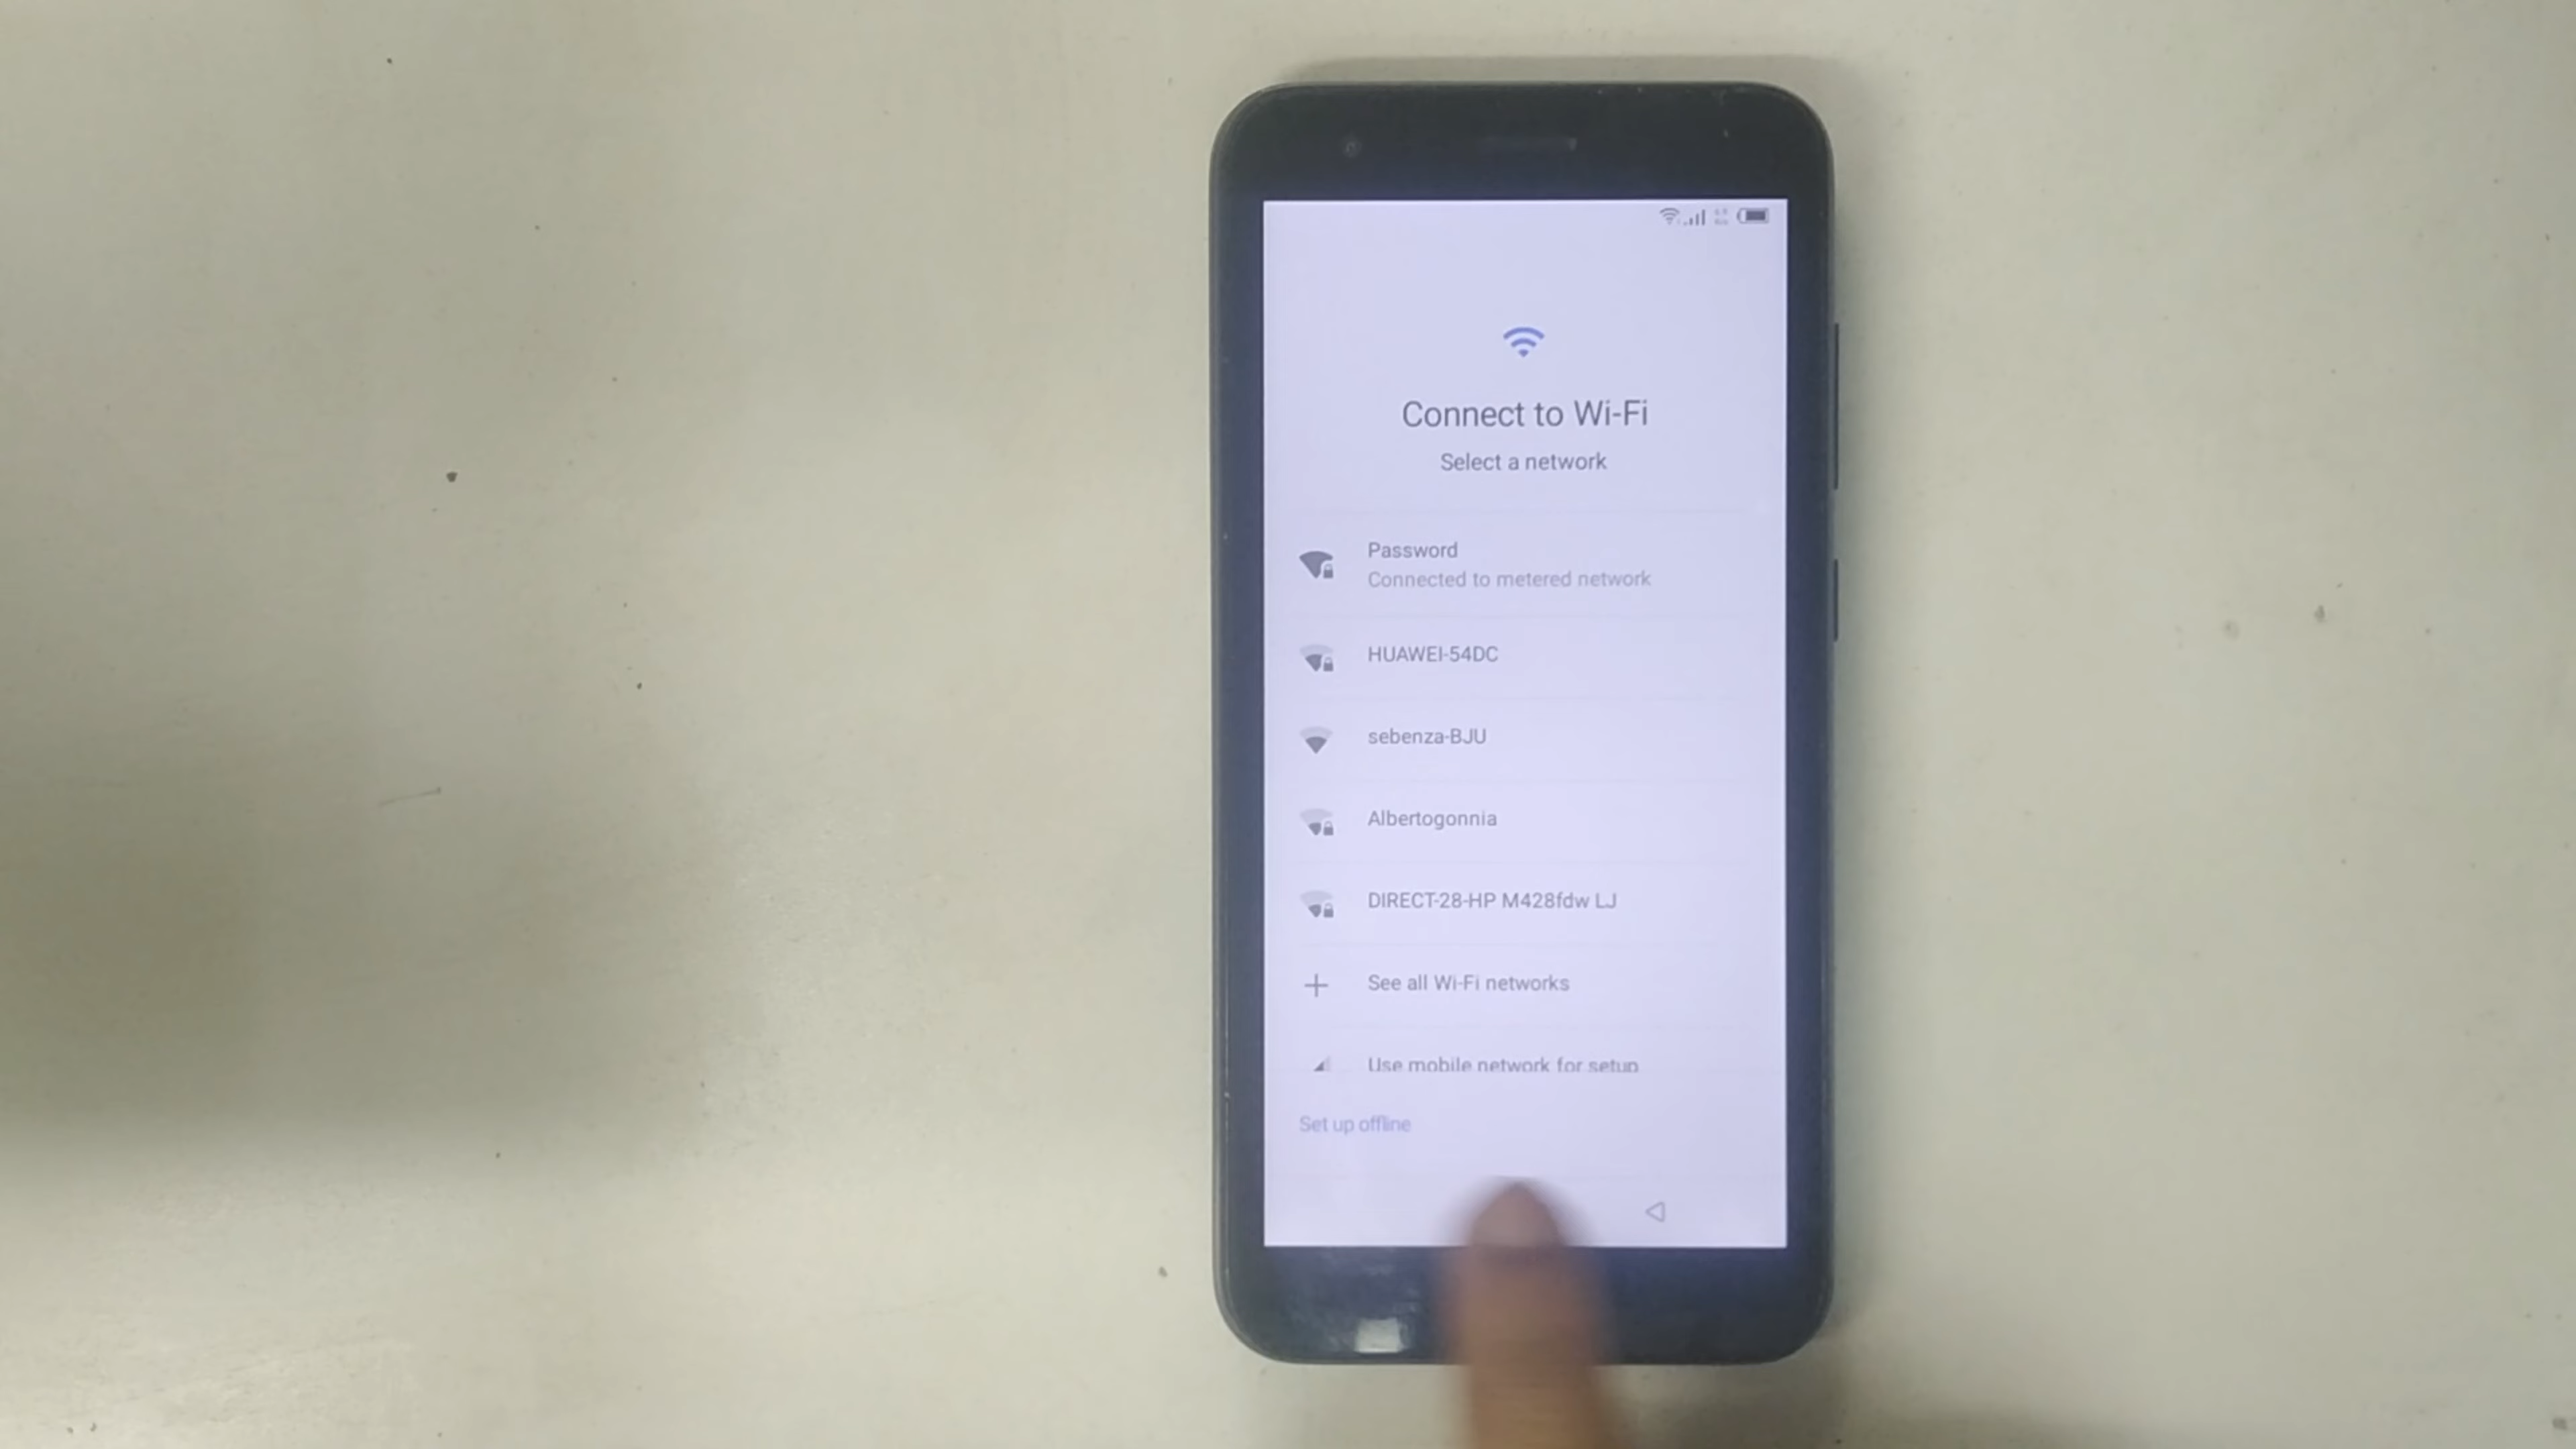 Connect to Wi-Fi
Select a network
Password
Connected to metered network
HUAWEI-54DC
sebenza-BJU
Albertogonnia
DIRECT-28-HP M428fdw LJ
See all Wi-Fi networks
Use mobile network for setup
Set up offline